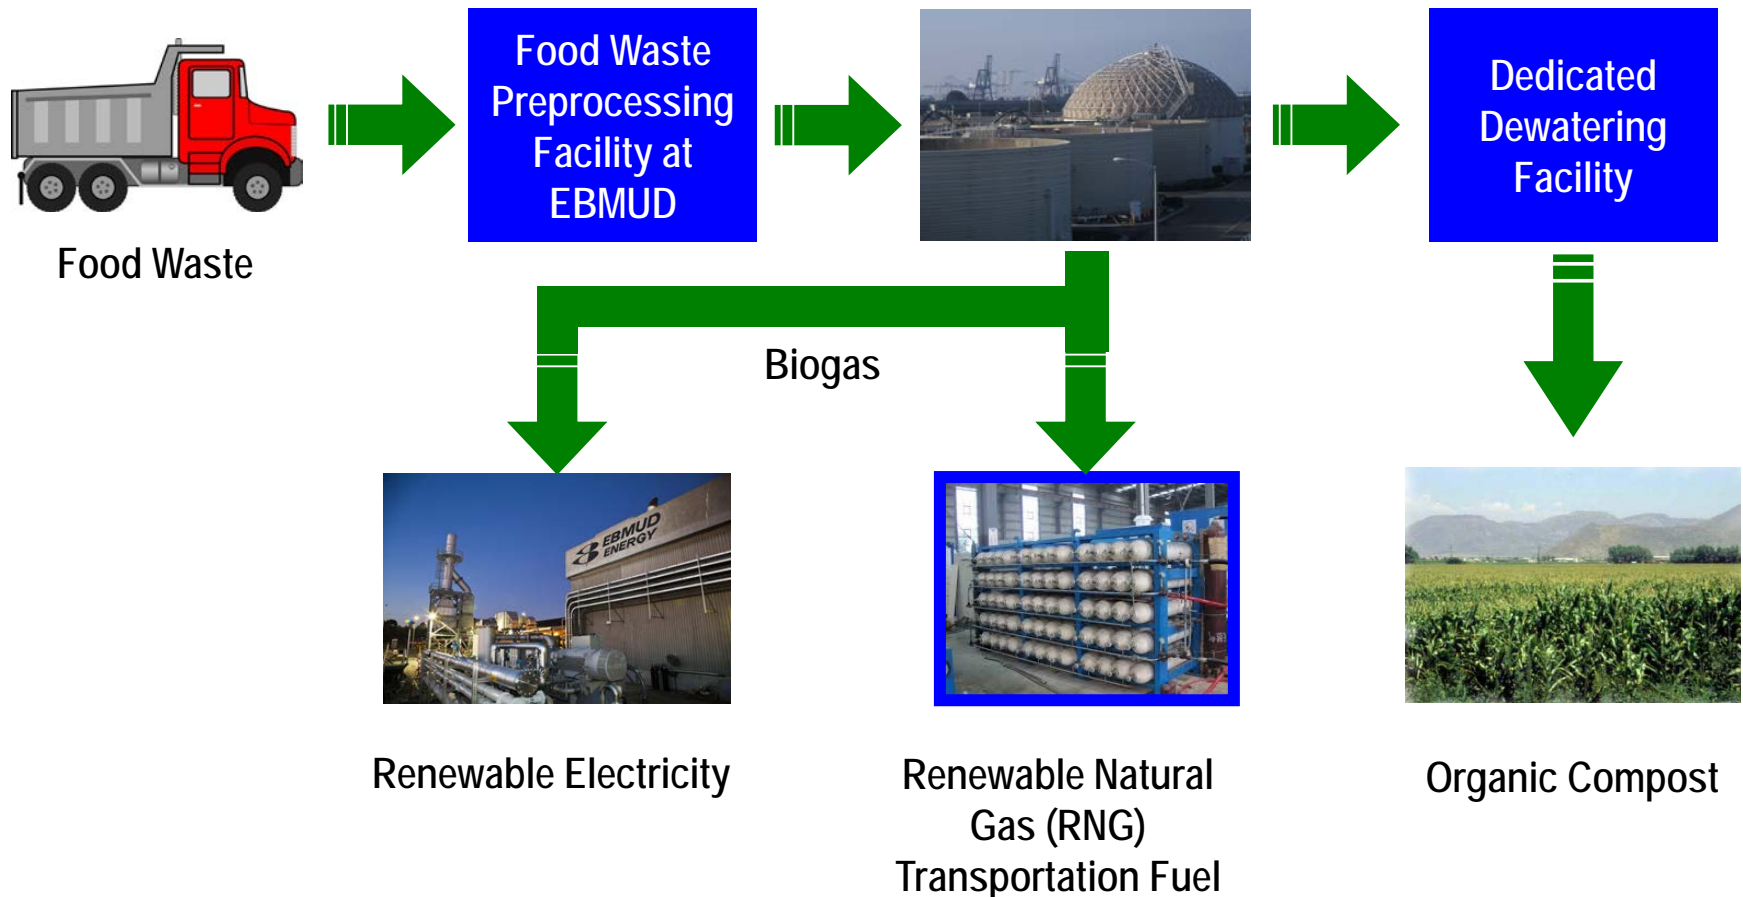 Food Waste
Preprocessing
Facility at
EBMUD
Dedicated
Dewatering
Facility
Food Waste
Biogas
EBMUD
ENERGY
Renewable Electricity
Renewable Natural
Gas (RNG)
Transportation Fuel
Organic Compost